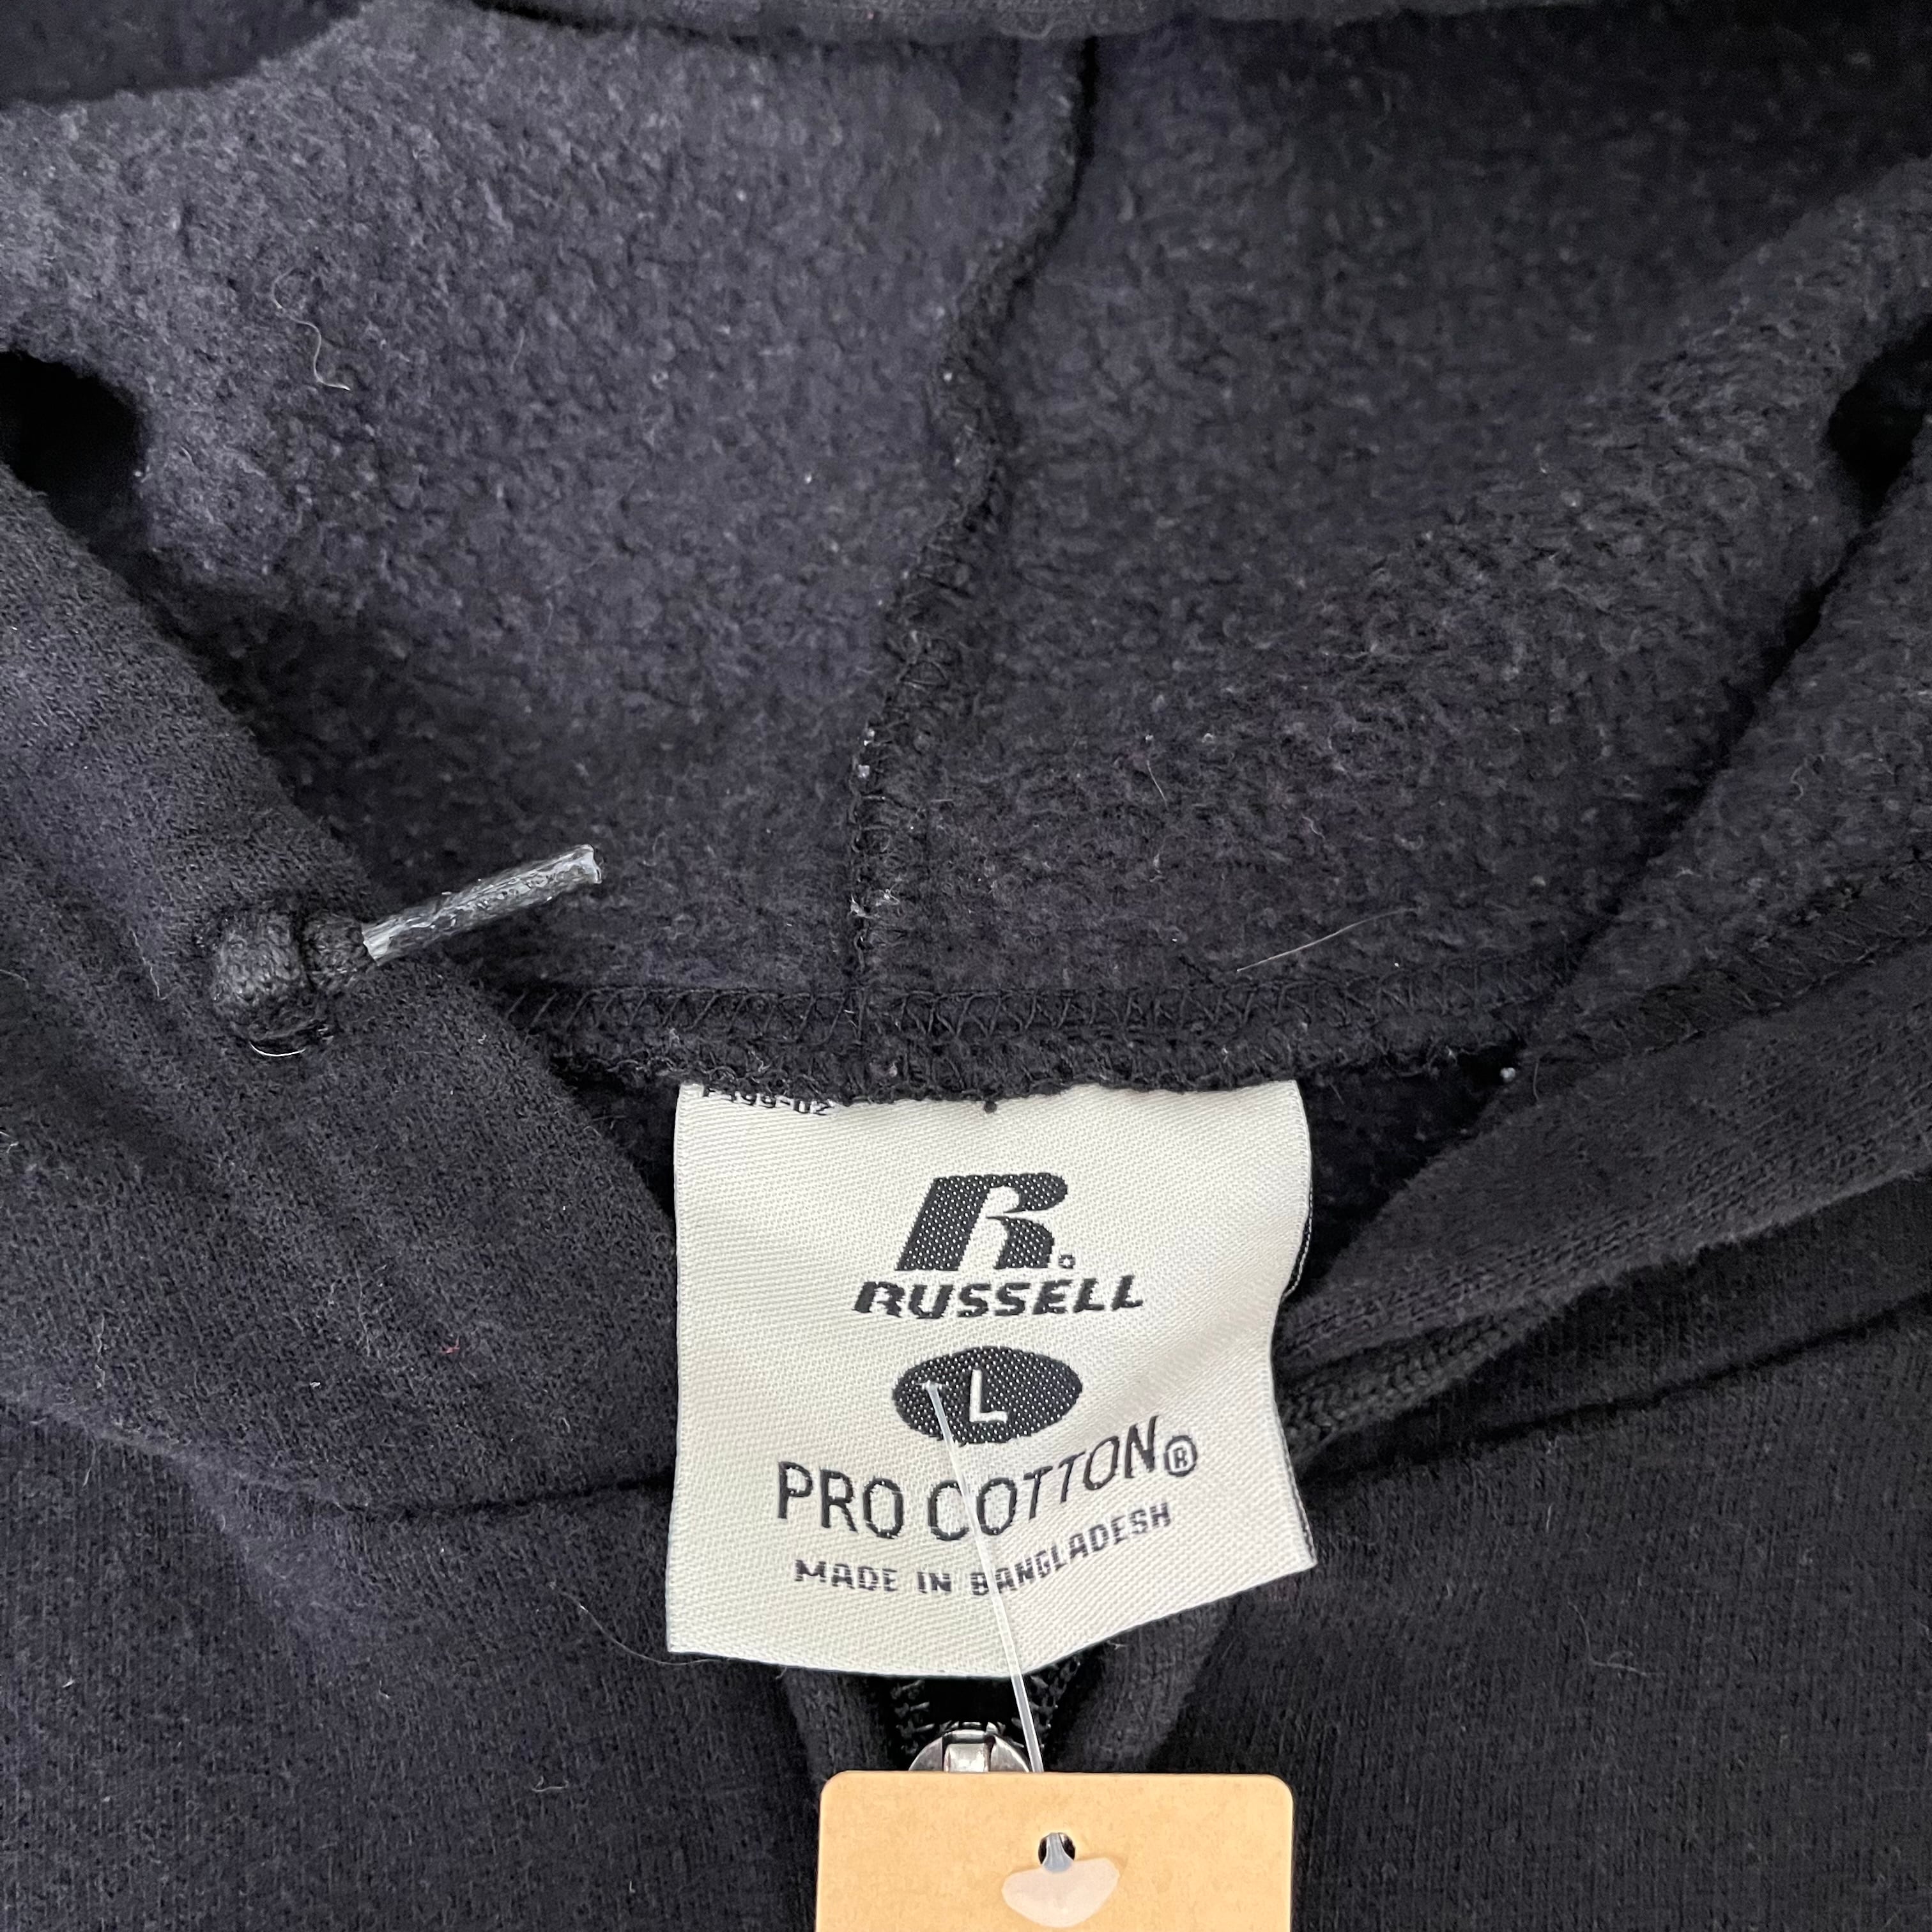 R®
RUSSELL
L
PRO COTTON®
MADE IN BANGLADESH